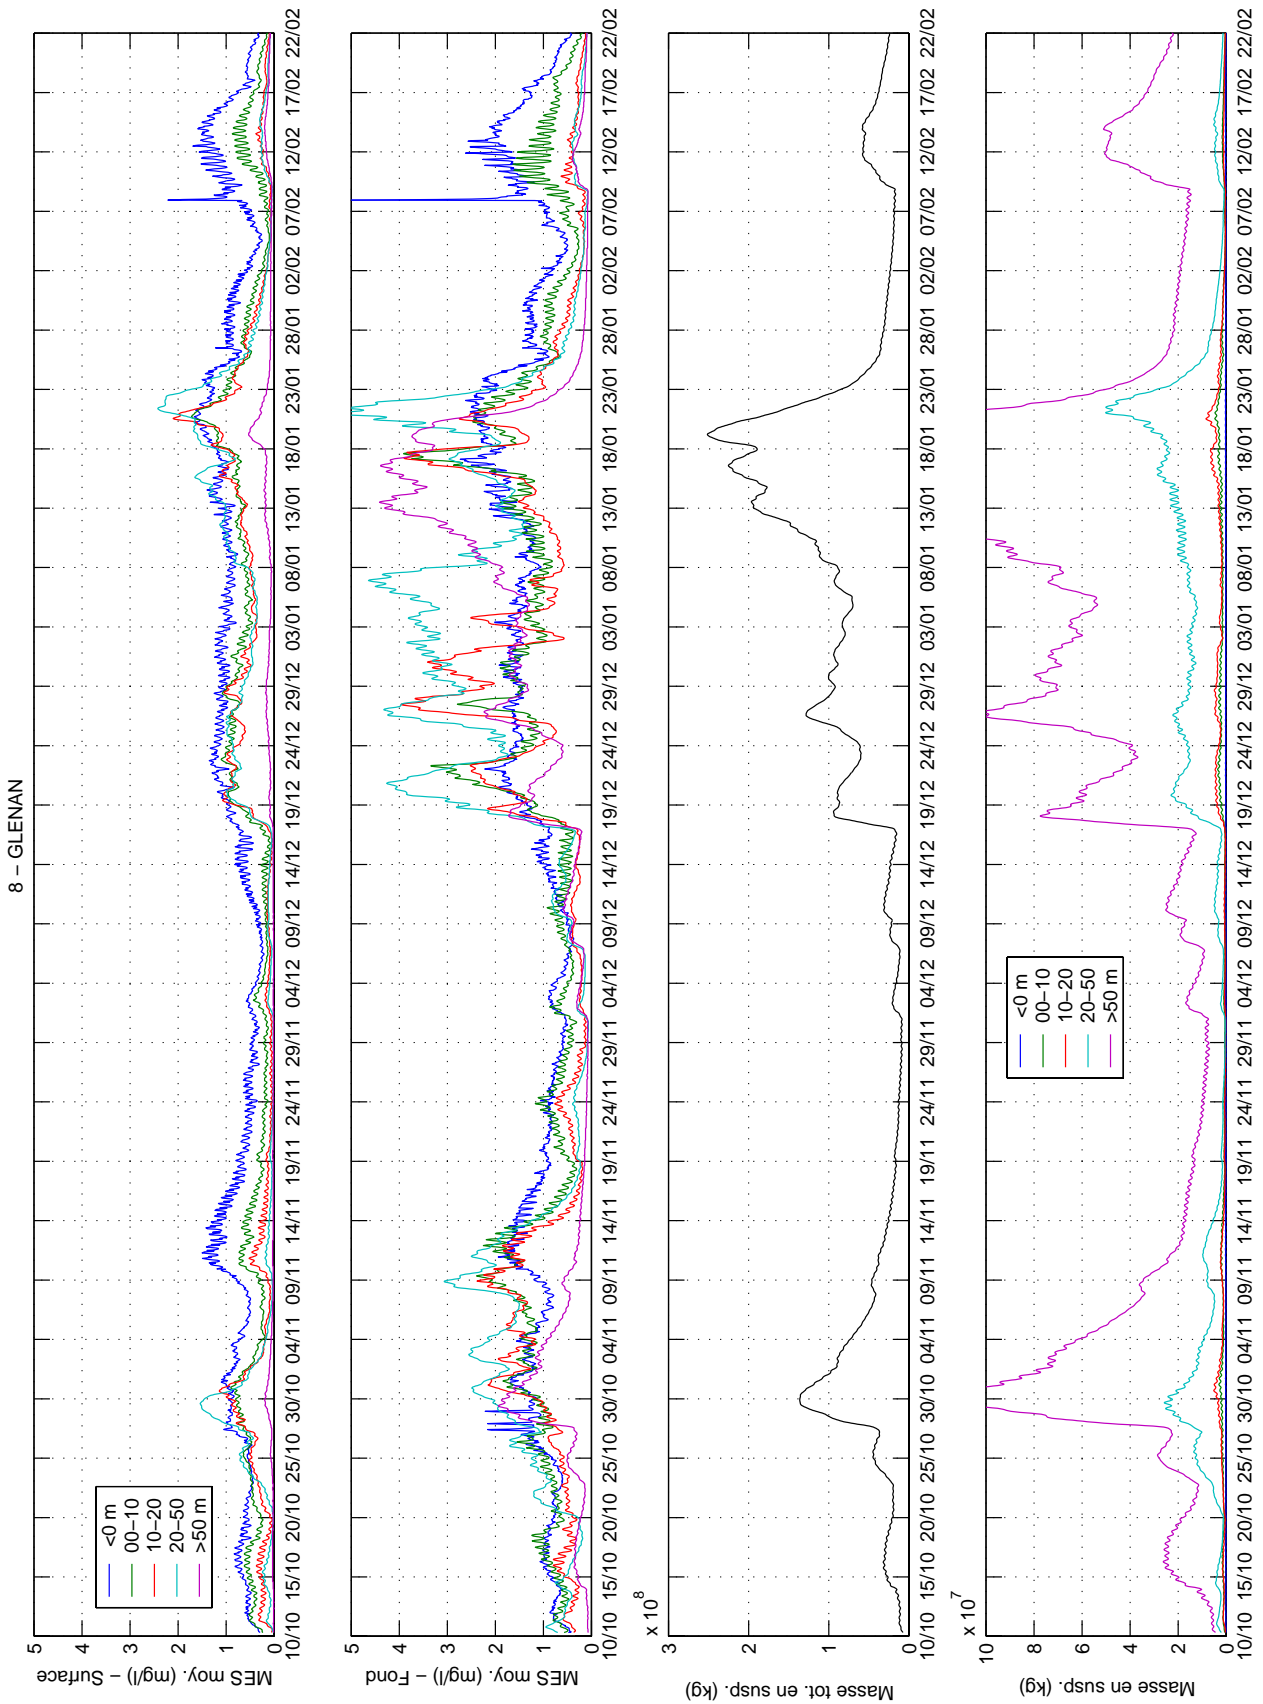 8 − GLENAN
MES moy. (mg/l) − Surface
5
4
3
2
1
0
<0 m
00−10
10−20
20−50
>50 m
10/10 15/10 20/10 25/10 30/10 04/11 09/11 14/11 19/11 24/11 29/11 04/12 09/12 14/12 19/12 24/12 29/12 03/01 08/01 13/01 18/01 23/01 28/01 02/02 07/02 12/02 17/02 22/02
MES moy. (mg/l) − Fond
5
4
3
2
1
0
10/10 15/10 20/10 25/10 30/10 04/11 09/11 14/11 19/11 24/11 29/11 04/12 09/12 14/12 19/12 24/12 29/12 03/01 08/01 13/01 18/01 23/01 28/01 02/02 07/02 12/02 17/02 22/02
x 10^8
Masse tot. en susp. (kg)
3
2
1
0
10/10 15/10 20/10 25/10 30/10 04/11 09/11 14/11 19/11 24/11 29/11 04/12 09/12 14/12 19/12 24/12 29/12 03/01 08/01 13/01 18/01 23/01 28/01 02/02 07/02 12/02 17/02 22/02
x 10^7
Masse en susp. (kg)
10
8
6
4
2
0
<0 m
00−10
10−20
20−50
>50 m
10/10 15/10 20/10 25/10 30/10 04/11 09/11 14/11 19/11 24/11 29/11 04/12 09/12 14/12 19/12 24/12 29/12 03/01 08/01 13/01 18/01 23/01 28/01 02/02 07/02 12/02 17/02 22/02